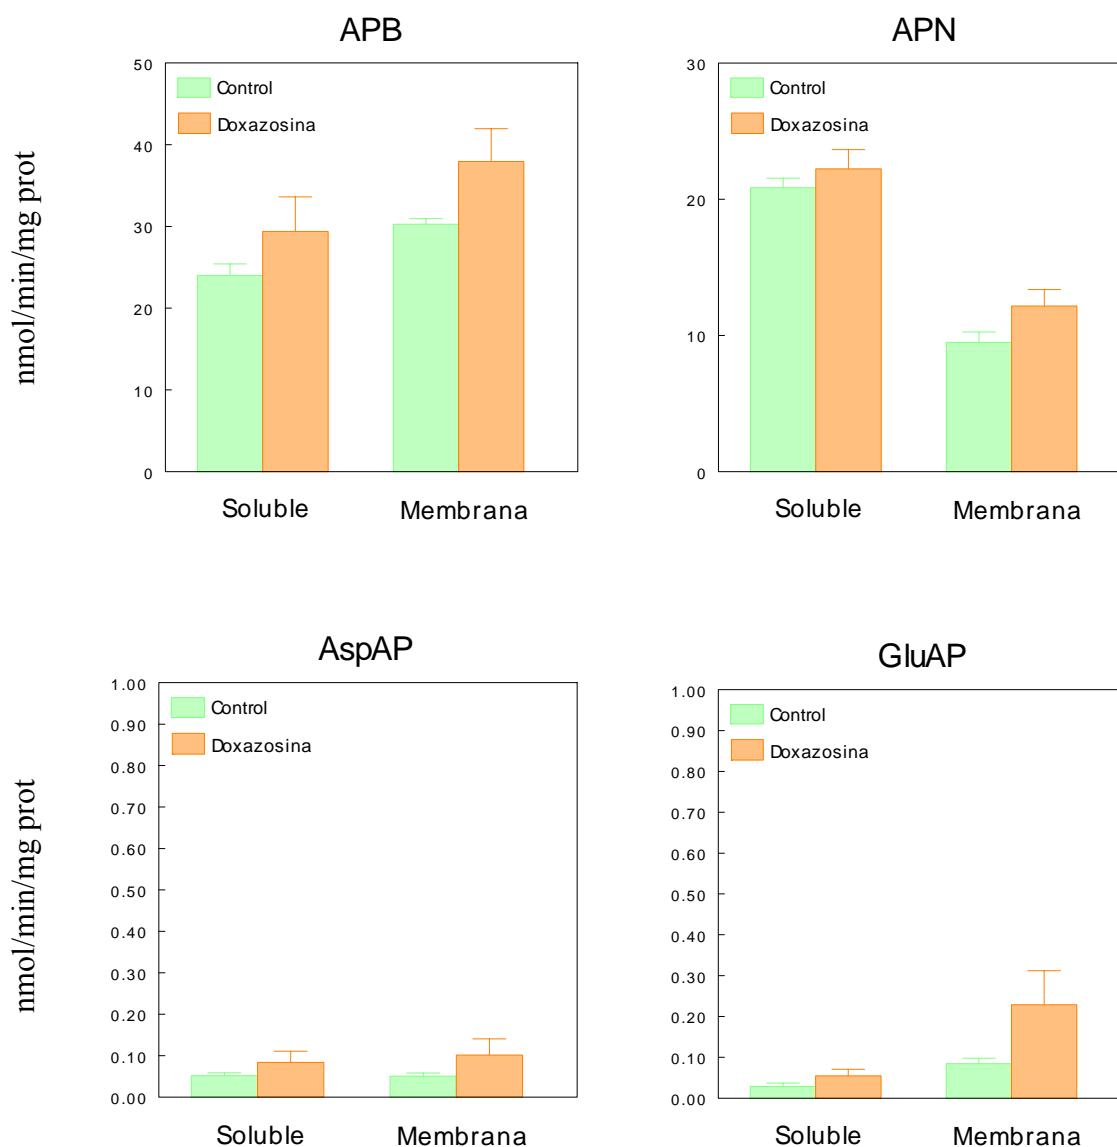 APB
nmol/min/mg prot
50
40
30
20
10
0
Control
Doxazosina
Soluble
Membrana
APN
30
20
10
0
Control
Doxazosina
Soluble
Membrana
AspAP
nmol/min/mg prot
1.00
0.90
0.80
0.70
0.60
0.50
0.40
0.30
0.20
0.10
0.00
Control
Doxazosina
Soluble
Membrana
GluAP
1.00
0.90
0.80
0.70
0.60
0.50
0.40
0.30
0.20
0.10
0.00
Control
Doxazosina
Soluble
Membrana